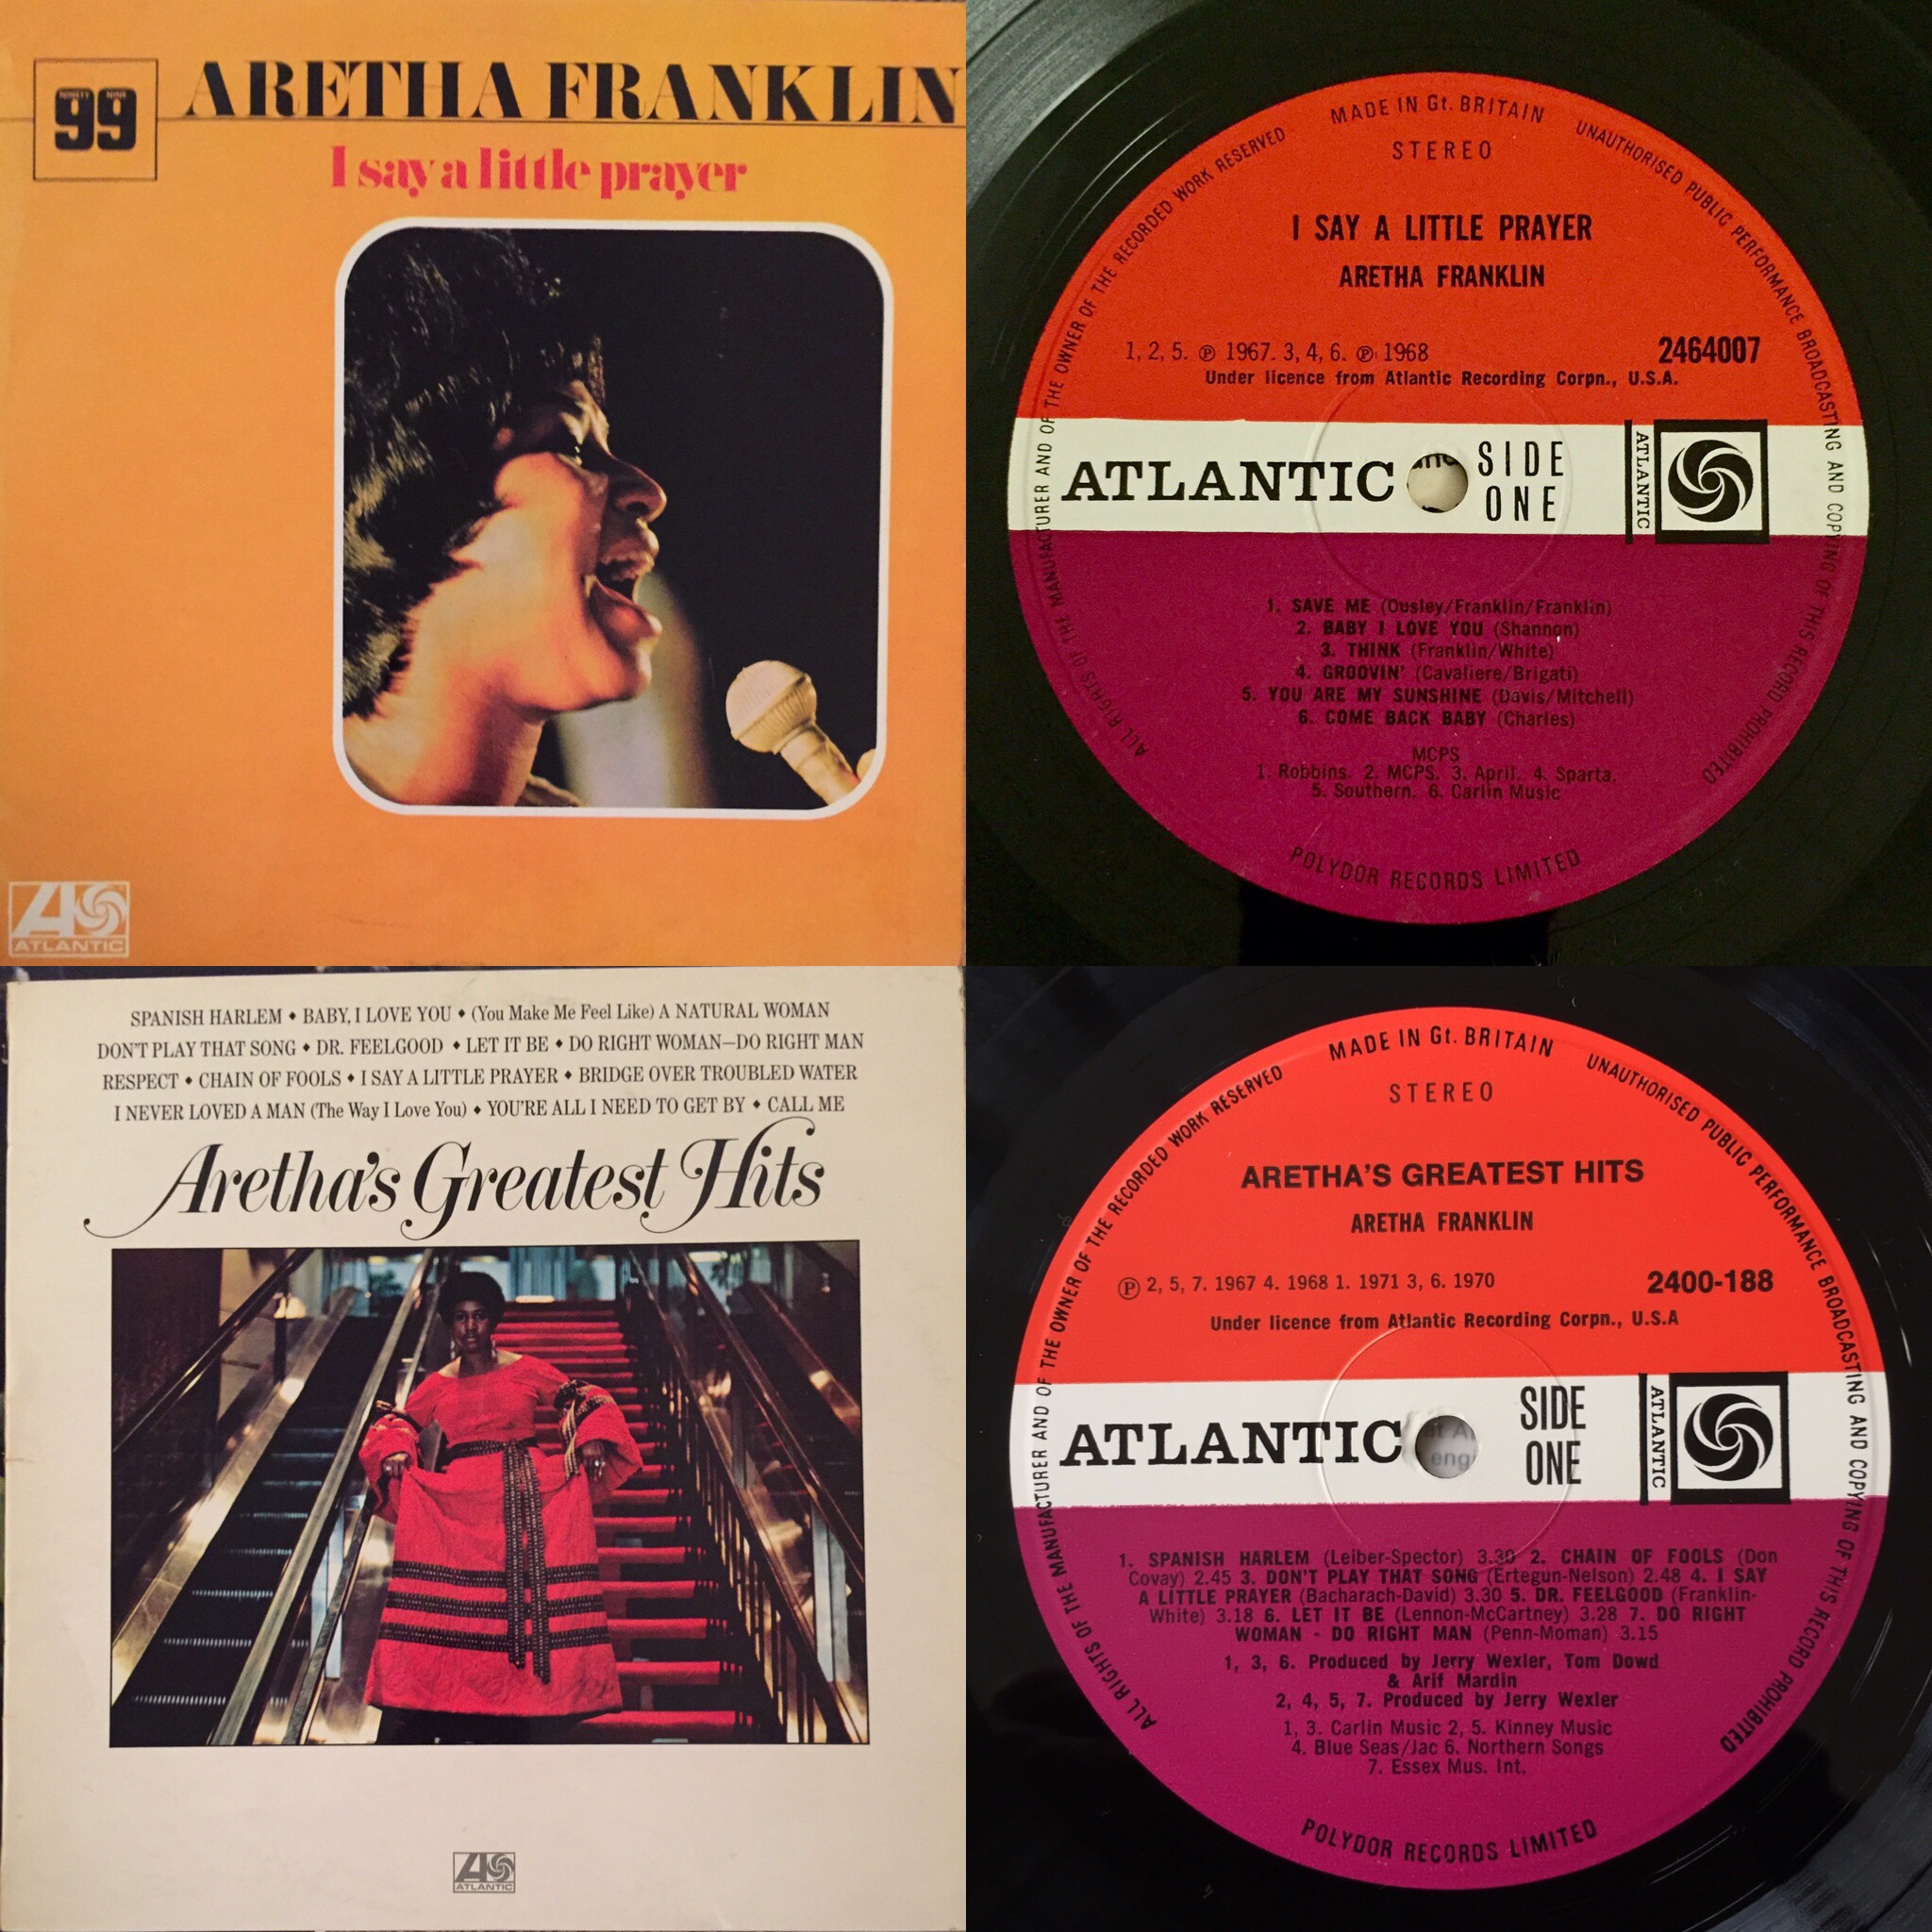 NINETY NINE
99
ARETHA FRANKLIN
I say a little prayer
ATLANTIC
MADE IN Gt. BRITAIN
ALL RIGHTS OF THE MANUFACTURER AND OF THE OWNER OF THE RECORDED WORK RESERVED
UNAUTHORISED PUBLIC PERFORMANCE BROADCASTING AND COPYING OF THIS RECORD PROHIBITED
STEREO
I SAY A LITTLE PRAYER
ARETHA FRANKLIN
1, 2, 5. ℗ 1967. 3, 4, 6. ℗ 1968
2464007
Under licence from Atlantic Recording Corpn., U.S.A.
ATLANTIC
SIDE
ONE
ATLANTIC
1. SAVE ME (Ousley/Franklin/Franklin)
2. BABY I LOVE YOU (Shannon)
3. THINK (Franklin/White)
4. GROOVIN' (Cavaliere/Brigati)
5. YOU ARE MY SUNSHINE (Davis/Mitchell)
6. COME BACK BABY (Charles)
MCPS
1. Robbins. 2. MCPS. 3. April. 4. Sparta.
5. Southern. 6. Carlin Music
POLYDOR RECORDS LIMITED
SPANISH HARLEM ♦ BABY, I LOVE YOU ♦ (You Make Me Feel Like) A NATURAL WOMAN
DON'T PLAY THAT SONG ♦ DR. FEELGOOD ♦ LET IT BE ♦ DO RIGHT WOMAN—DO RIGHT MAN
RESPECT ♦ CHAIN OF FOOLS ♦ I SAY A LITTLE PRAYER ♦ BRIDGE OVER TROUBLED WATER
I NEVER LOVED A MAN (The Way I Love You) ♦ YOU'RE ALL I NEED TO GET BY ♦ CALL ME
Aretha's Greatest Hits
ATLANTIC
MADE IN Gt. BRITAIN
ALL RIGHTS OF THE MANUFACTURER AND OF THE OWNER OF THE RECORDED WORK RESERVED
UNAUTHORISED PUBLIC PERFORMANCE BROADCASTING AND COPYING OF THIS RECORD PROHIBITED
STEREO
ARETHA'S GREATEST HITS
ARETHA FRANKLIN
℗ 2, 5, 7. 1967 4. 1968 1. 1971 3, 6. 1970
2400-188
Under licence from Atlantic Recording Corpn., U.S.A
ATLANTIC
SIDE
ONE
ATLANTIC
1. SPANISH HARLEM (Leiber-Spector) 3.30 2. CHAIN OF FOOLS (Don
Covay) 2.45 3. DON'T PLAY THAT SONG (Ertegun-Nelson) 2.48 4. I SAY
A LITTLE PRAYER (Bacharach-David) 3.30 5. DR. FEELGOOD (Franklin-
White) 3.18 6. LET IT BE (Lennon-McCartney) 3.28 7. DO RIGHT
WOMAN - DO RIGHT MAN (Penn-Moman) 3.15
1, 3, 6. Produced by Jerry Wexler, Tom Dowd
& Arif Mardin
2, 4, 5, 7. Produced by Jerry Wexler
1, 3. Carlin Music 2, 5. Kinney Music
4. Blue Seas/Jac 6. Northern Songs
7. Essex Mus. Int.
POLYDOR RECORDS LIMITED